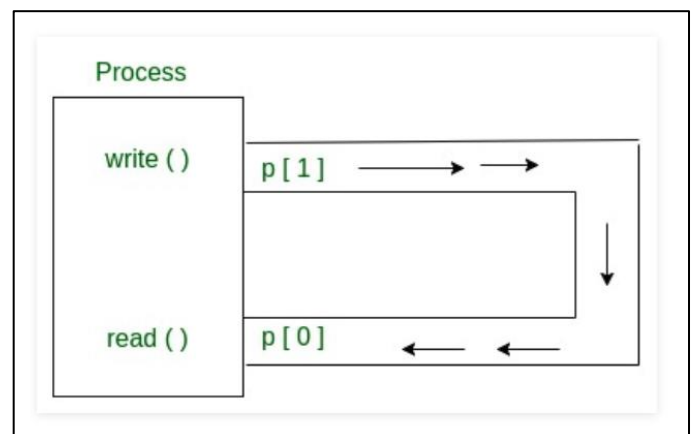 Process
write ( )
p [ 1 ]
p [ 0 ]
read ( )